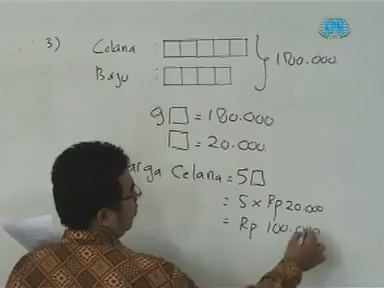 3) Celana :
180.000
Baju :
9□ = 180.000
□ = 20.000
arga Celana = 5□
= 5 x Rp 20.000
= Rp 100.000